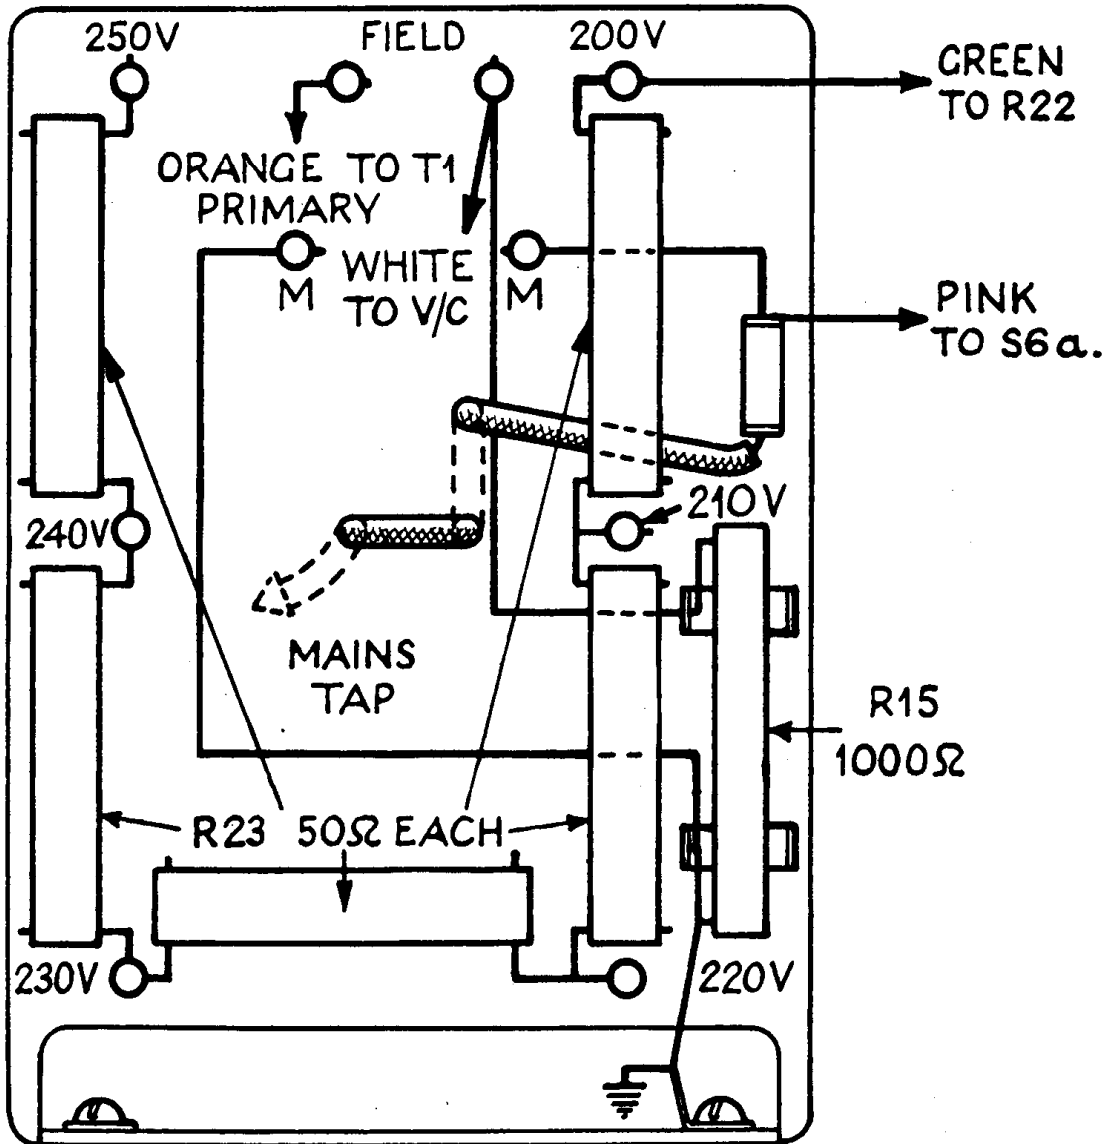 250V
FIELD
200V
GREEN
TO R22
ORANGE TO T1
PRIMARY
M
WHITE
TO V/C
M
PINK
TO S6a.
210V
240V
MAINS
TAP
R15
1000Ω
R23 50Ω EACH
230V
220V